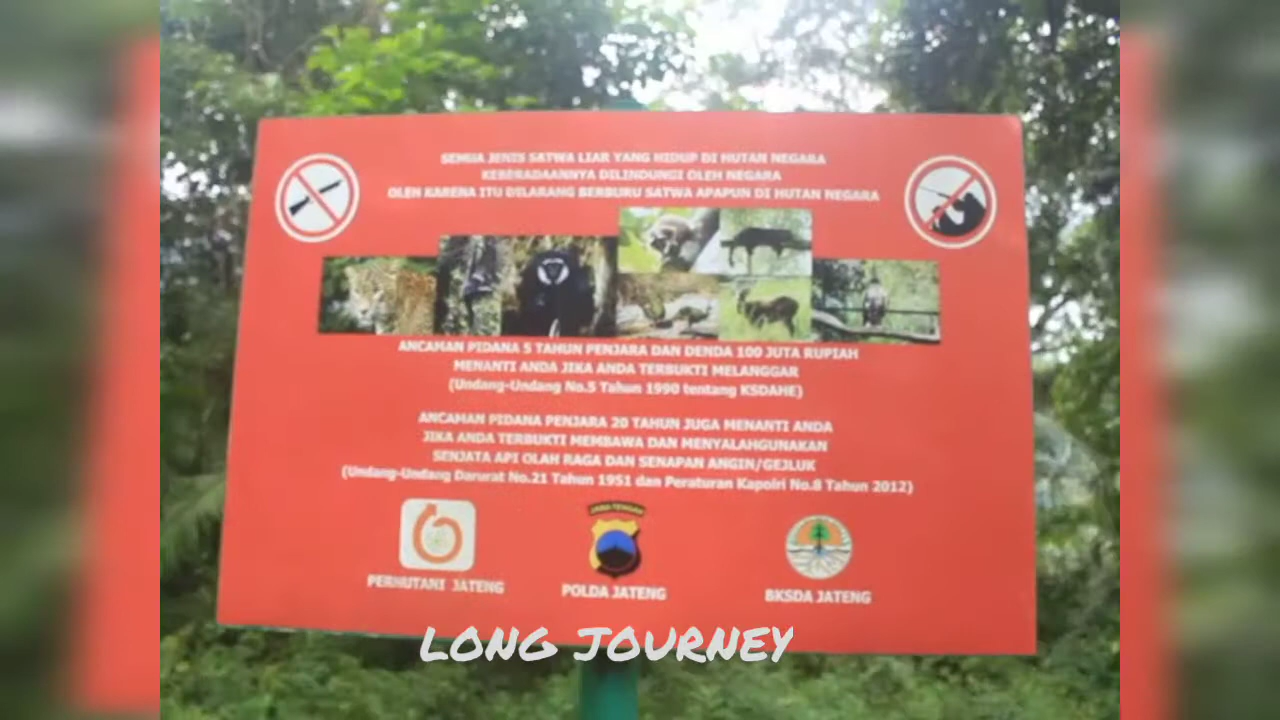 SEMUA JENIS SATWA LIAR YANG HIDUP DI HUTAN NEGARA
KEBERADAANNYA DILINDUNGI OLEH NEGARA
OLEH KARENA ITU DILARANG BERBURU SATWA APAPUN DI HUTAN NEGARA
ANCAMAN PIDANA 5 TAHUN PENJARA DAN DENDA 100 JUTA RUPIAH
MENANTI ANDA JIKA ANDA TERBUKTI MELANGGAR
(Undang-Undang No.5 Tahun 1990 tentang KSDAHE)
ANCAMAN PIDANA PENJARA 20 TAHUN JUGA MENANTI ANDA
JIKA ANDA TERBUKTI MEMBAWA DAN MENYALAHGUNAKAN
SENJATA API OLAH RAGA DAN SENAPAN ANGIN/GEJLUK
(Undang-Undang Darurat No.21 Tahun 1951 dan Peraturan Kapolri No.8 Tahun 2012)
JAWA TENGAH
PERHUTANI JATENG
POLDA JATENG
BKSDA JATENG
LONG JOURNEY